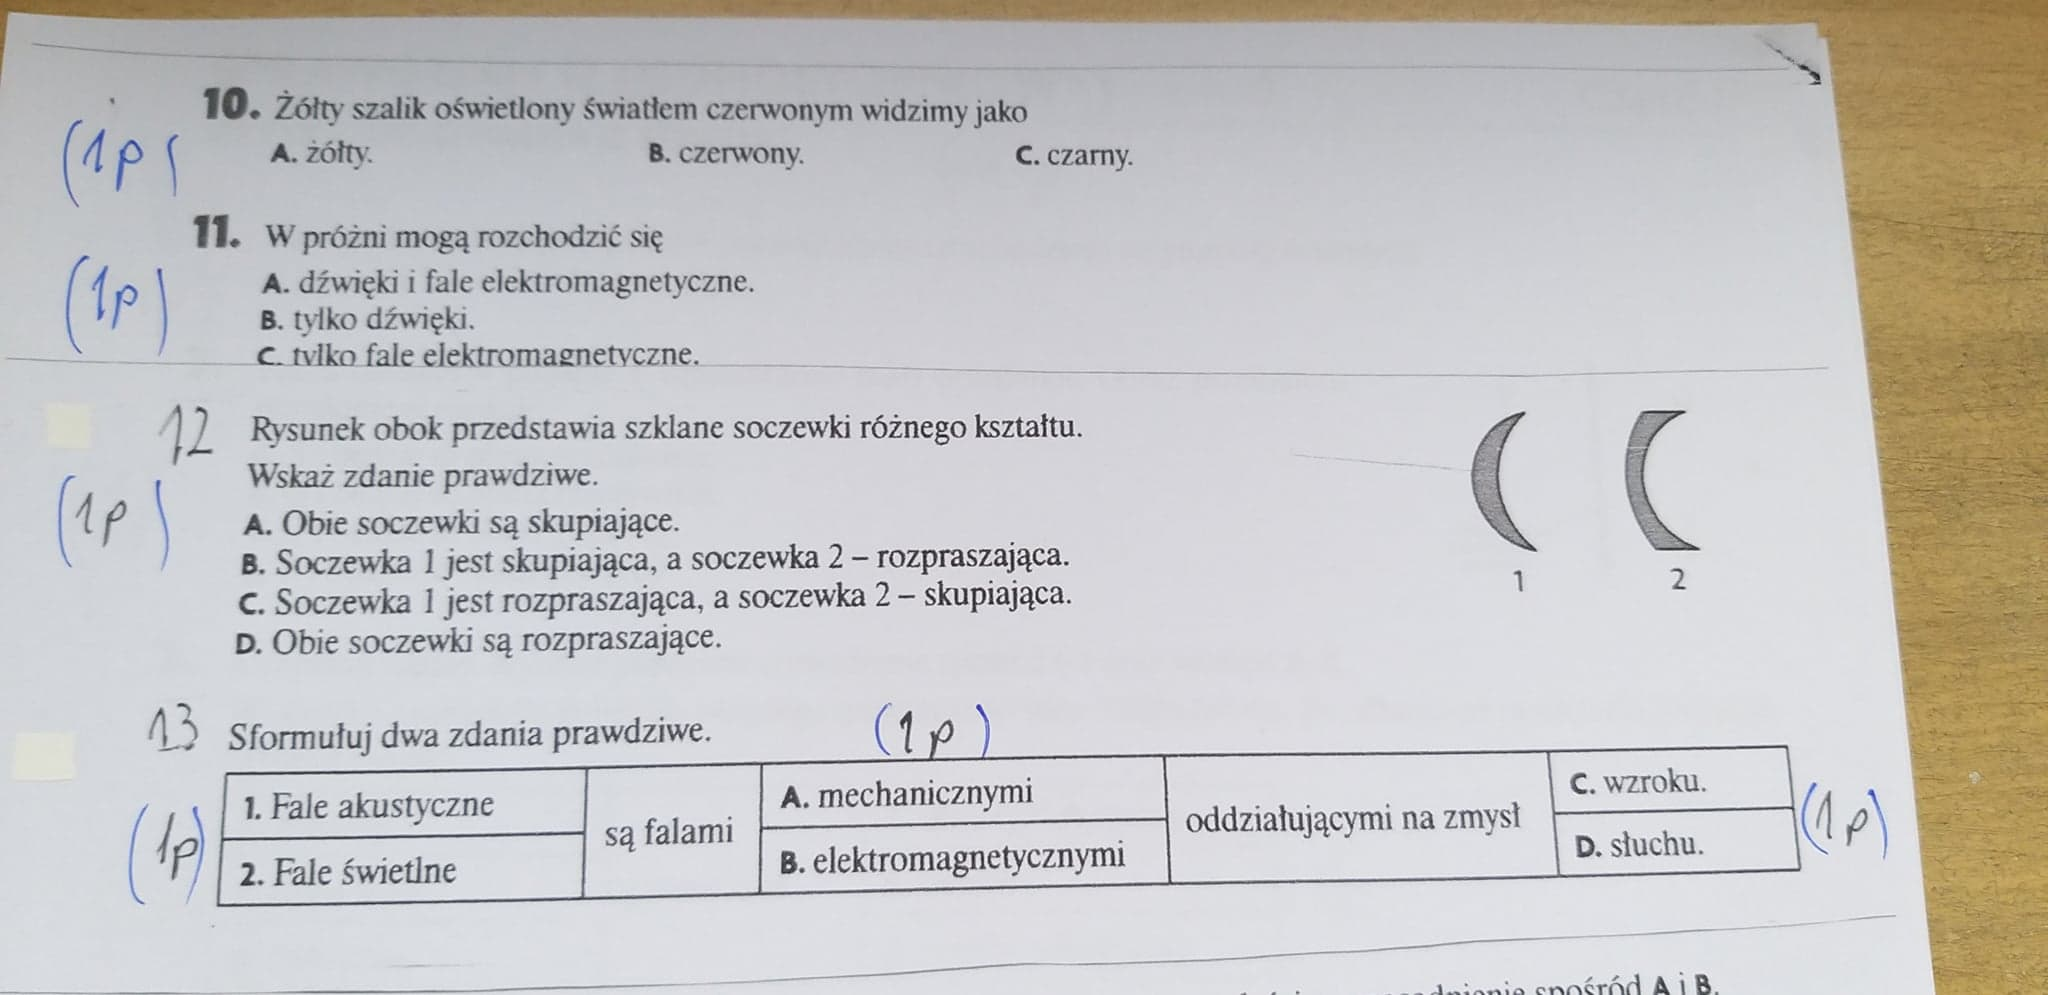 10. Żółty szalik oświetlony światłem czerwonym widzimy jako
(1p(
A. żółty. B. czerwony. C. czarny.
11. W próżni mogą rozchodzić się
(1p)
A. dźwięki i fale elektromagnetyczne.
B. tylko dźwięki.
C. tylko fale elektromagnetyczne.
12 Rysunek obok przedstawia szklane soczewki różnego kształtu.
Wskaż zdanie prawdziwe.
(1p)
A. Obie soczewki są skupiające.
B. Soczewka 1 jest skupiająca, a soczewka 2 – rozpraszająca.
C. Soczewka 1 jest rozpraszająca, a soczewka 2 – skupiająca.
D. Obie soczewki są rozpraszające.
1 2
13 Sformułuj dwa zdania prawdziwe. (1p)
(1p)
1. Fale akustyczne
2. Fale świetlne
są falami
A. mechanicznymi
B. elektromagnetycznymi
oddziałującymi na zmysł
C. wzroku.
D. słuchu.
(1p)
spośród A i B.